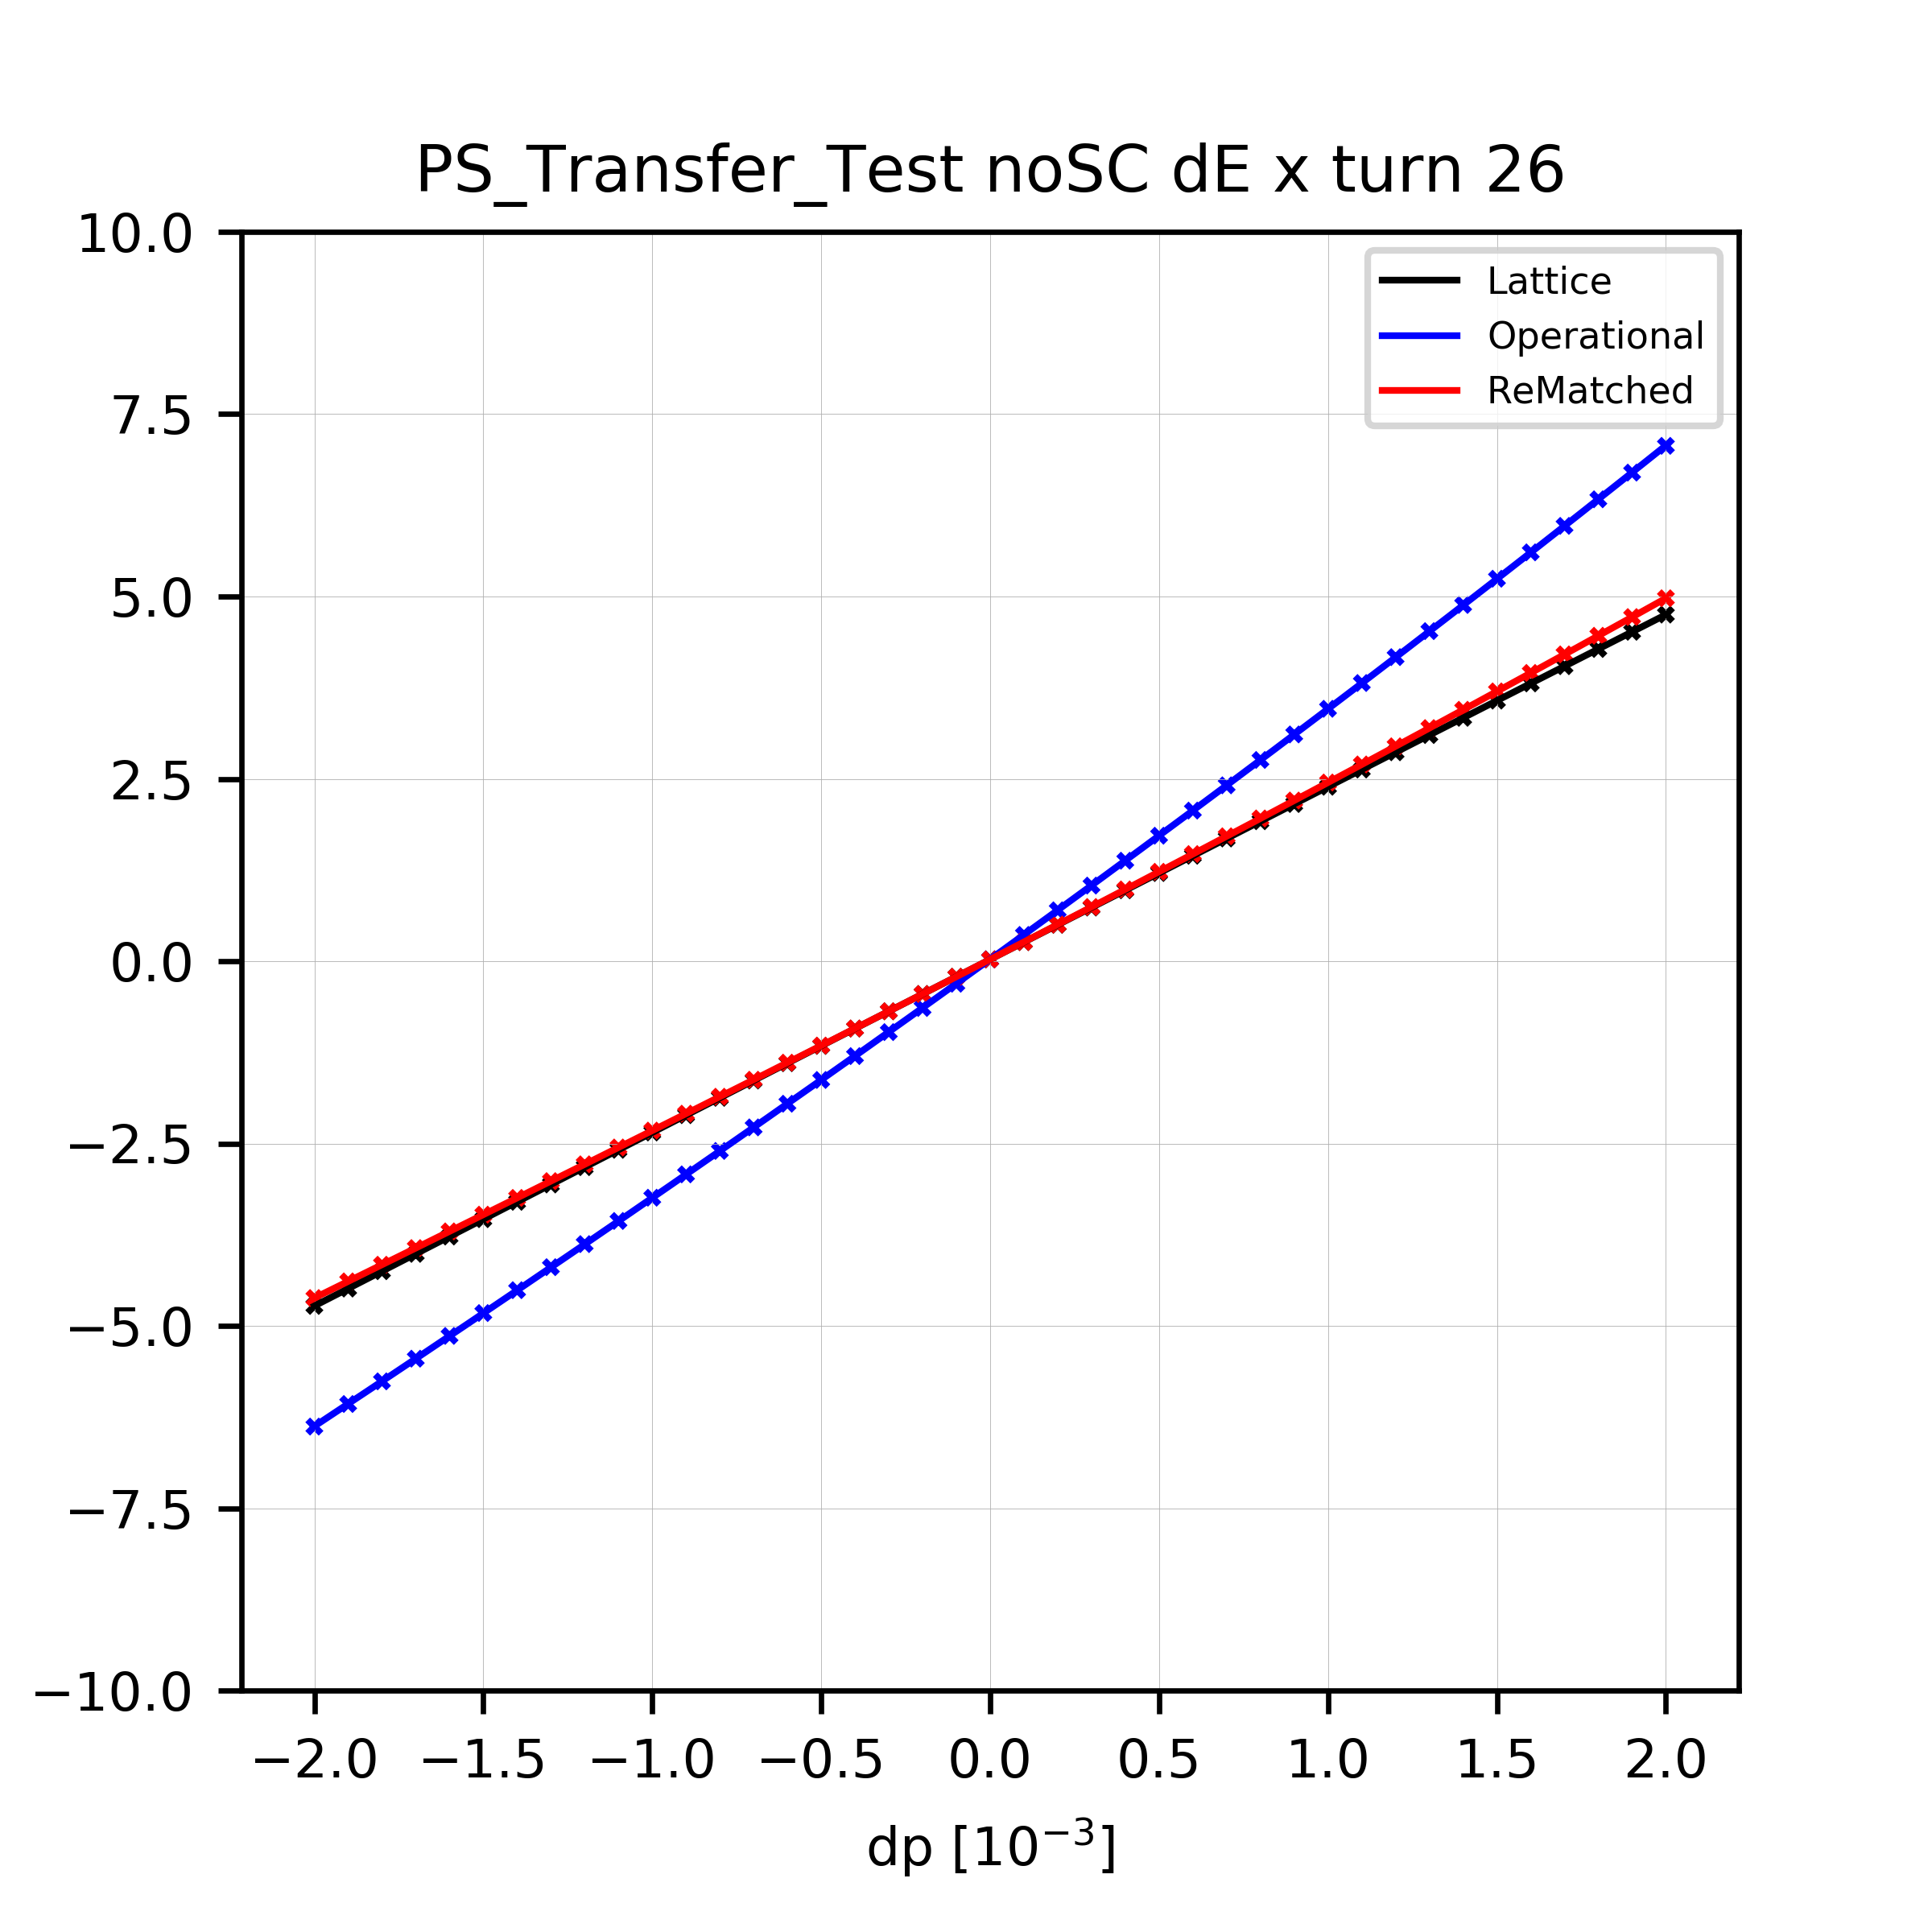 PS_Transfer_Test noSC dE x turn 26
10.0
7.5
5.0
2.5
0.0
−2.5
−5.0
−7.5
−10.0
Lattice
Operational
ReMatched
−2.0 −1.5 −1.0 −0.5 0.0 0.5 1.0 1.5 2.0
dp [10⁻³]